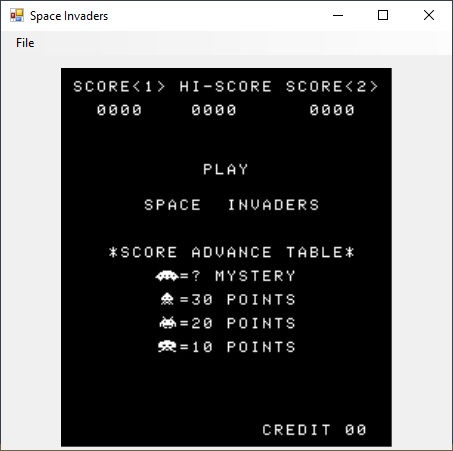 Space Invaders
File
SCORE<1> HI-SCORE SCORE<2>
0000 0000 0000
PLAY
SPACE INVADERS
*SCORE ADVANCE TABLE*
=? MYSTERY
=30 POINTS
=20 POINTS
=10 POINTS
CREDIT 00